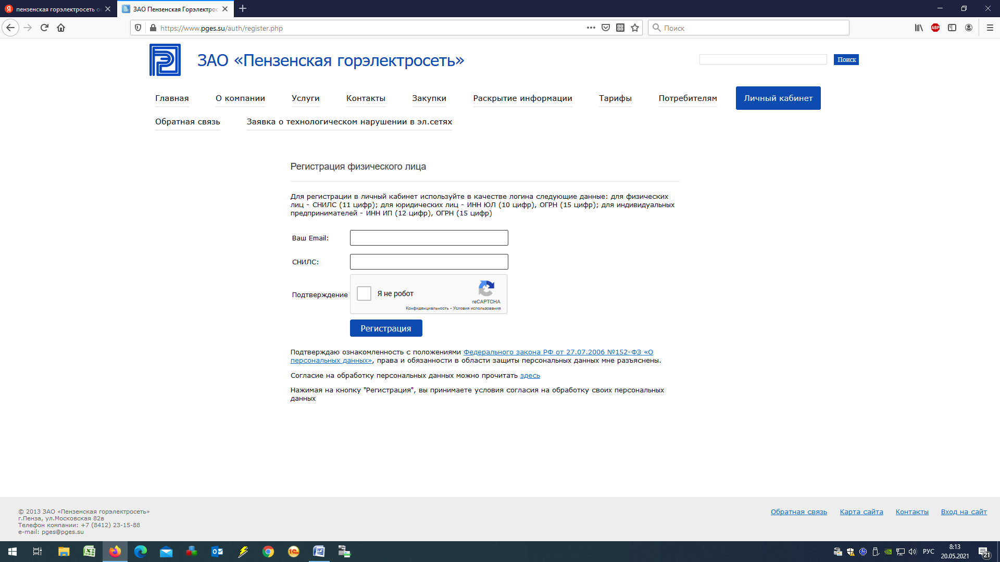 пензенская горэлектросеть о
ЗАО Пензенская Горэлектрос
https://www.pges.su/auth/register.php
Поиск
ABP
ЗАО «Пензенская горэлектросеть»
Поиск
Главная
О компании
Услуги
Контакты
Закупки
Раскрытие информации
Тарифы
Потребителям
Личный кабинет
Обратная связь
Заявка о технологическом нарушении в эл.сетях
Регистрация физического лица
Для регистрации в личный кабинет используйте в качестве логина следующие данные: для физических
лиц - СНИЛС (11 цифр); для юридических лиц - ИНН ЮЛ (10 цифр), ОГРН (15 цифр); для индивидуальных
предпринимателей - ИНН ИП (12 цифр), ОГРН (15 цифр)
Ваш Email:
СНИЛС:
Подтверждение
Я не робот
reCAPTCHA
Конфиденциальность - Условия использования
Регистрация
Подтверждаю ознакомленность с положениями Федерального закона РФ от 27.07.2006 №152-ФЗ «О
персональных данных», права и обязанности в области защиты персональных данных мне разъяснены.
Согласие на обработку персональных данных можно прочитать здесь
Нажимая на кнопку "Регистрация", вы принимаете условия согласия на обработку своих персональных
данных
© 2013 ЗАО «Пензенская горэлектросеть»
г.Пенза, ул.Московская 82в
Телефон компании: +7 (8412) 23-15-88
e-mail: pges@pges.su
Обратная связь
Карта сайта
Контакты
Вход на сайт
РУС
8:13
20.05.2021
21